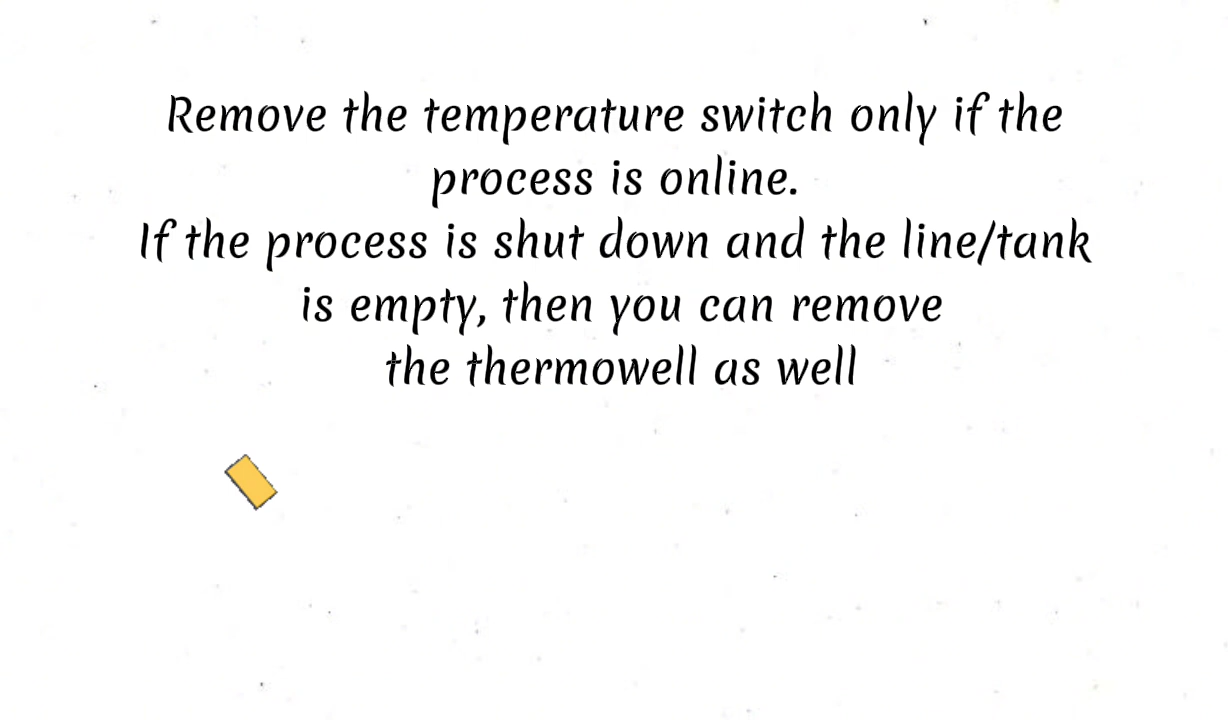 Remove the temperature switch only if the
process is online.
If the process is shut down and the line/tank
is empty, then you can remove
the thermowell as well